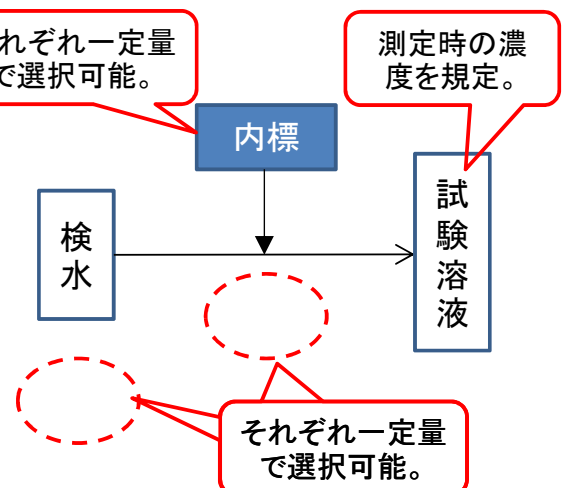 れぞれ一定量
で選択可能。
測定時の濃
度を規定。
内標
検
水
試
験
溶
液
それぞれ一定量
で選択可能。